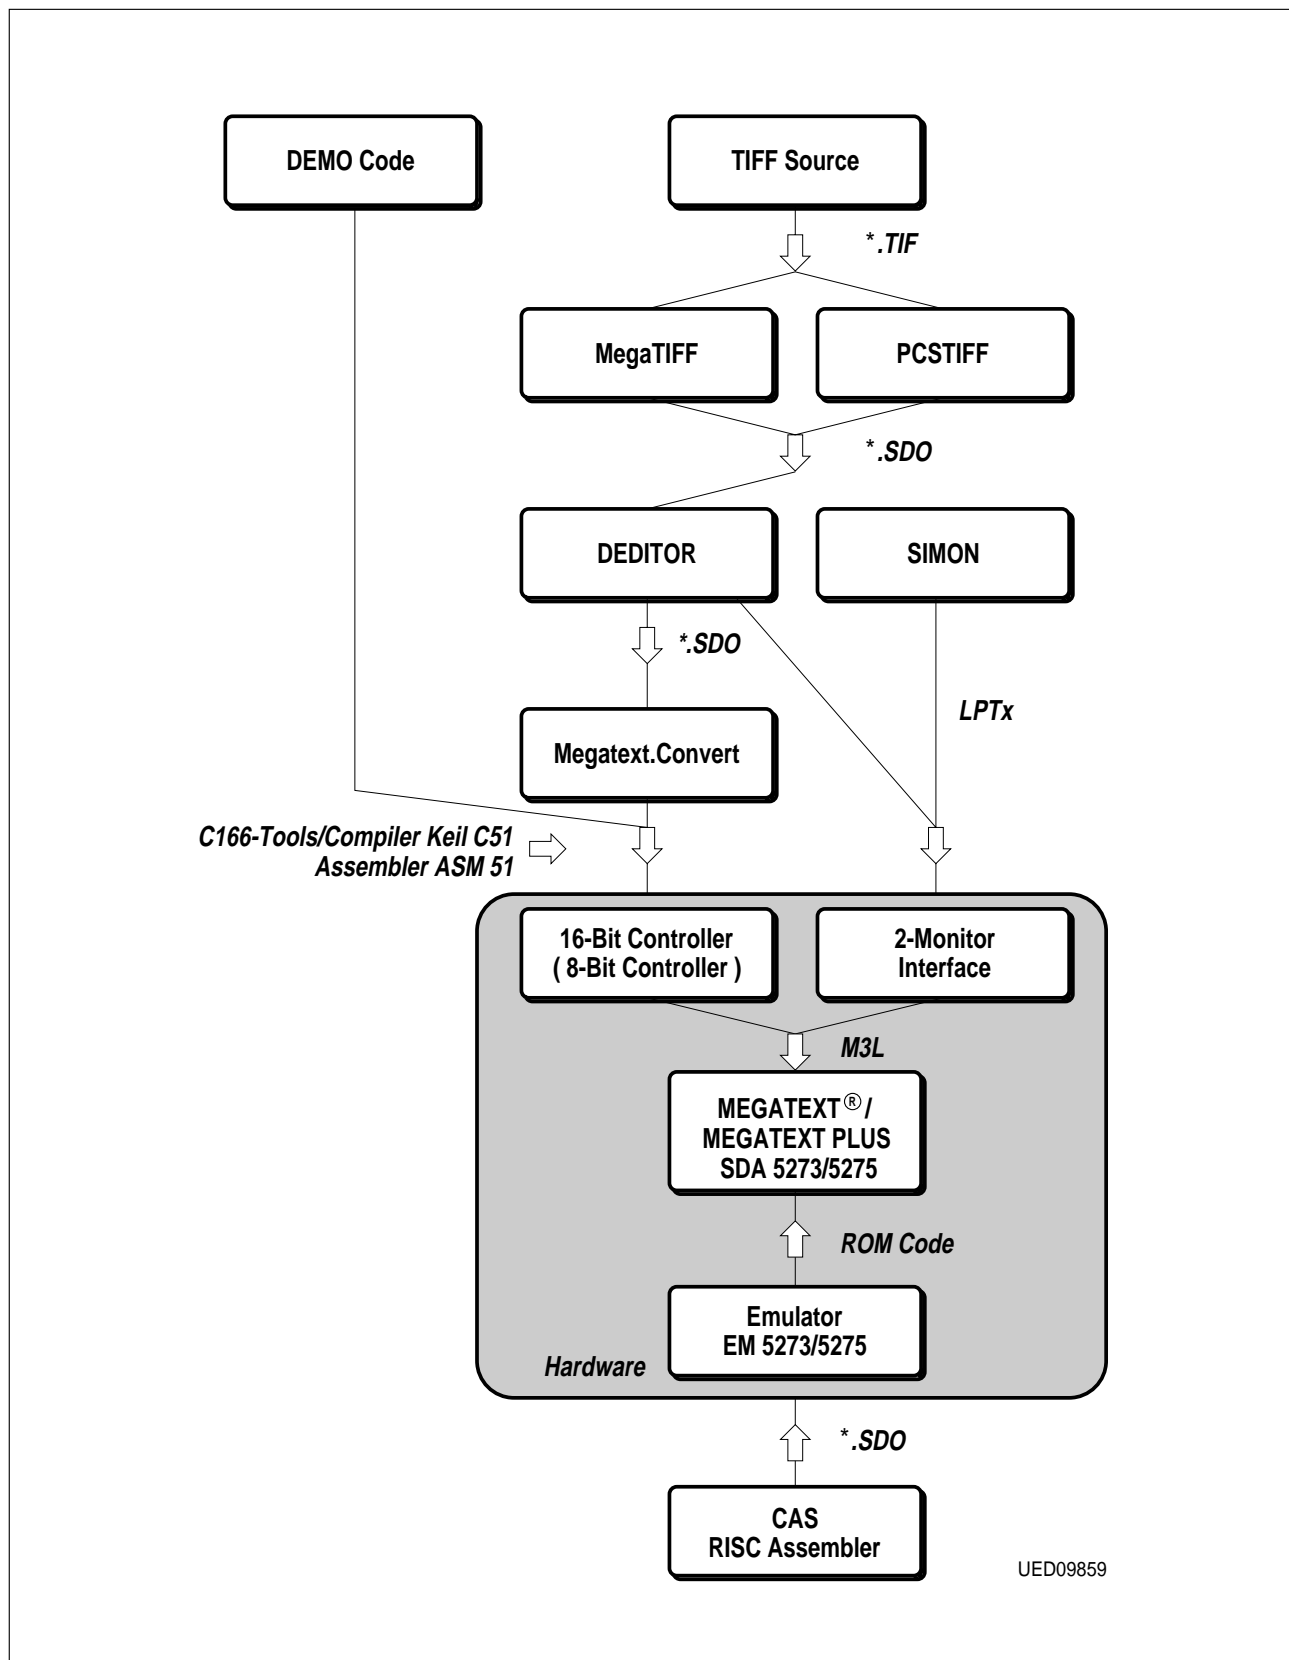 DEMO Code
TIFF Source
*.TIF
MegaTIFF
PCSTIFF
*.SDO
DEDITOR
SIMON
*.SDO
LPTx
Megatext.Convert
C166-Tools/Compiler Keil C51
Assembler ASM 51
16-Bit Controller
( 8-Bit Controller )
2-Monitor
Interface
M3L
MEGATEXT® /
MEGATEXT PLUS
SDA 5273/5275
ROM Code
Emulator
EM 5273/5275
Hardware
*.SDO
CAS
RISC Assembler
UED09859